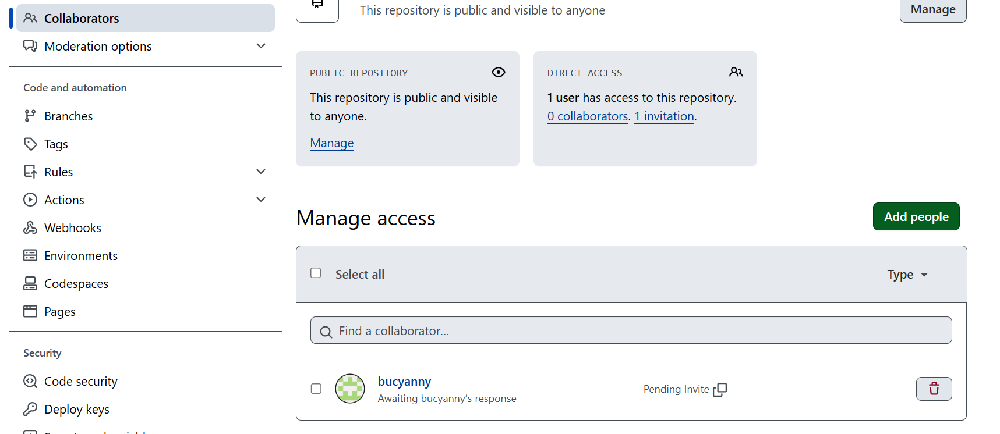 Collaborators
Moderation options
Code and automation
Branches
Tags
Rules
Actions
Webhooks
Environments
Codespaces
Pages
Security
Code security
Deploy keys
This repository is public and visible to anyone
Manage
PUBLIC REPOSITORY
This repository is public and visible
to anyone.
Manage
DIRECT ACCESS
1 user has access to this repository.
0 collaborators. 1 invitation.
Manage access
Add people
Select all
Type
Find a collaborator...
bucyanny
Awaiting bucyanny’s response
Pending Invite